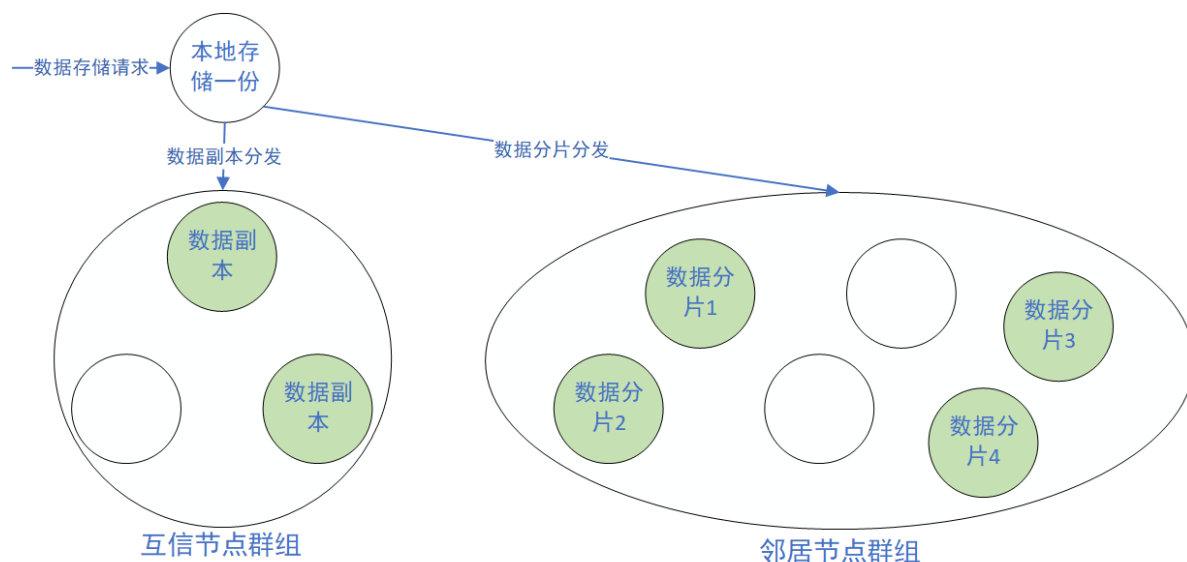 本地存
储一份
数据存储请求
数据副本分发
数据分片分发
数据副
本
数据副
本
数据分
片1
数据分
片2
数据分
片3
数据分
片4
互信节点群组
邻居节点群组